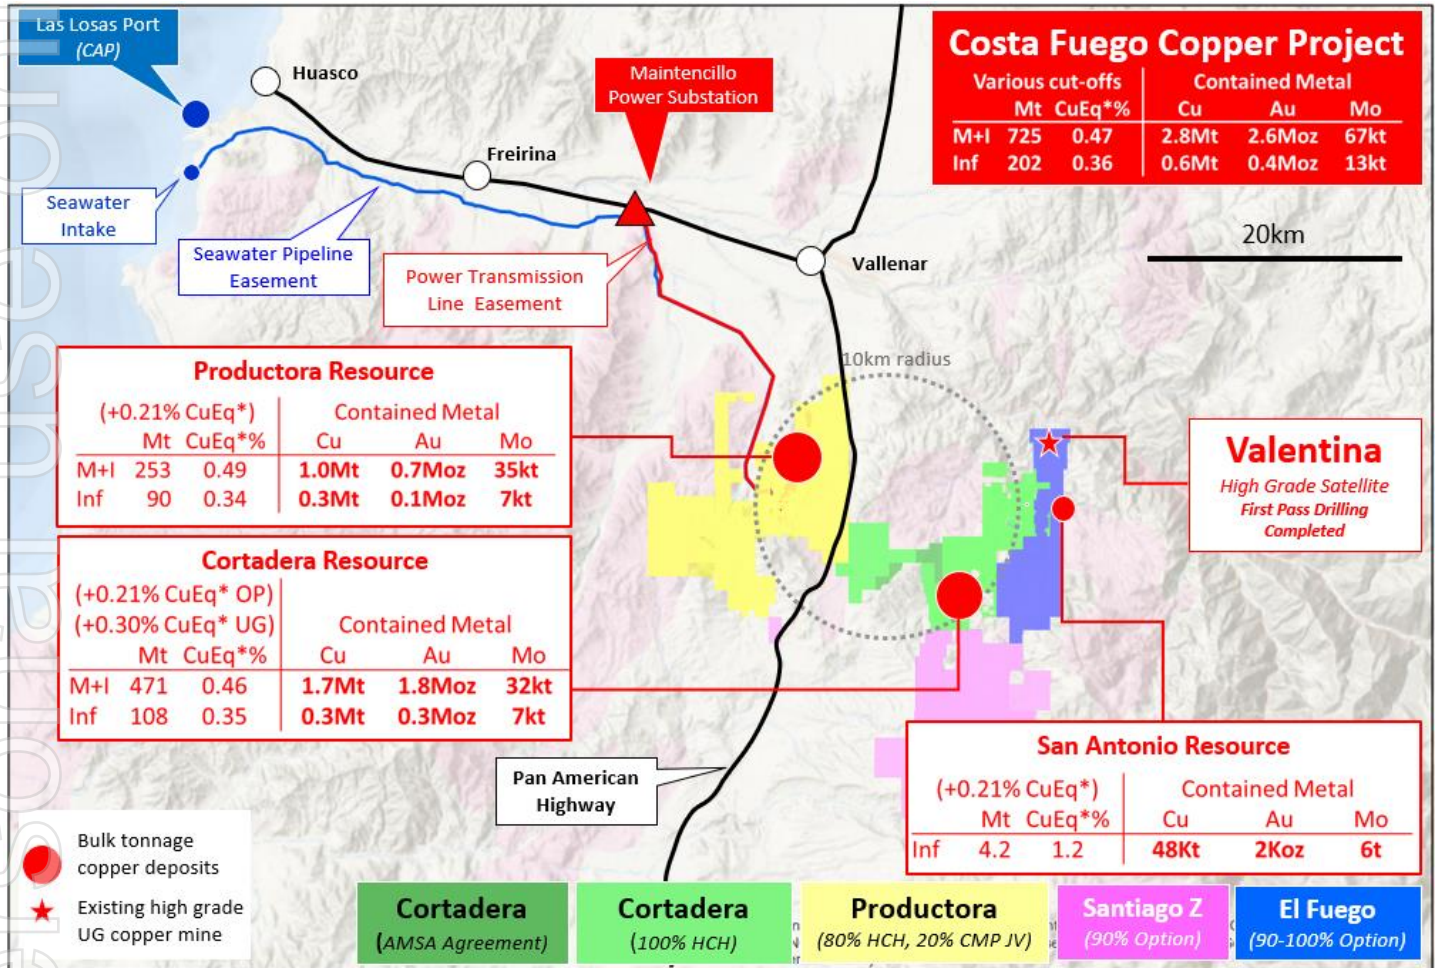 Las Losas Port
(CAP)
Huasco
Maintencillo
Power Substation
Costa Fuego Copper Project
Various cut-offs Contained Metal
Mt CuEq*% Cu Au Mo
M+I 725 0.47 2.8Mt 2.6Moz 67kt
Inf 202 0.36 0.6Mt 0.4Moz 13kt
Freirina
Seawater
Intake
Seawater Pipeline
Easement
Power Transmission
Line Easement
Vallenar
20km
10km radius
Productora Resource
(+0.21% CuEq*) Contained Metal
Mt CuEq*% Cu Au Mo
M+I 253 0.49 1.0Mt 0.7Moz 35kt
Inf 90 0.34 0.3Mt 0.1Moz 7kt
Valentina
High Grade Satellite
First Pass Drilling
Completed
Cortadera Resource
(+0.21% CuEq* OP)
(+0.30% CuEq* UG) Contained Metal
Mt CuEq*% Cu Au Mo
M+I 471 0.46 1.7Mt 1.8Moz 32kt
Inf 108 0.35 0.3Mt 0.3Moz 7kt
San Antonio Resource
(+0.21% CuEq*) Contained Metal
Mt CuEq*% Cu Au Mo
Inf 4.2 1.2 48Kt 2Koz 6t
Pan American
Highway
Bulk tonnage
copper deposits
Existing high grade
UG copper mine
Cortadera
(AMSA Agreement)
Cortadera
(100% HCH)
Productora
(80% HCH, 20% CMP JV)
Santiago Z
(90% Option)
El Fuego
(90-100% Option)